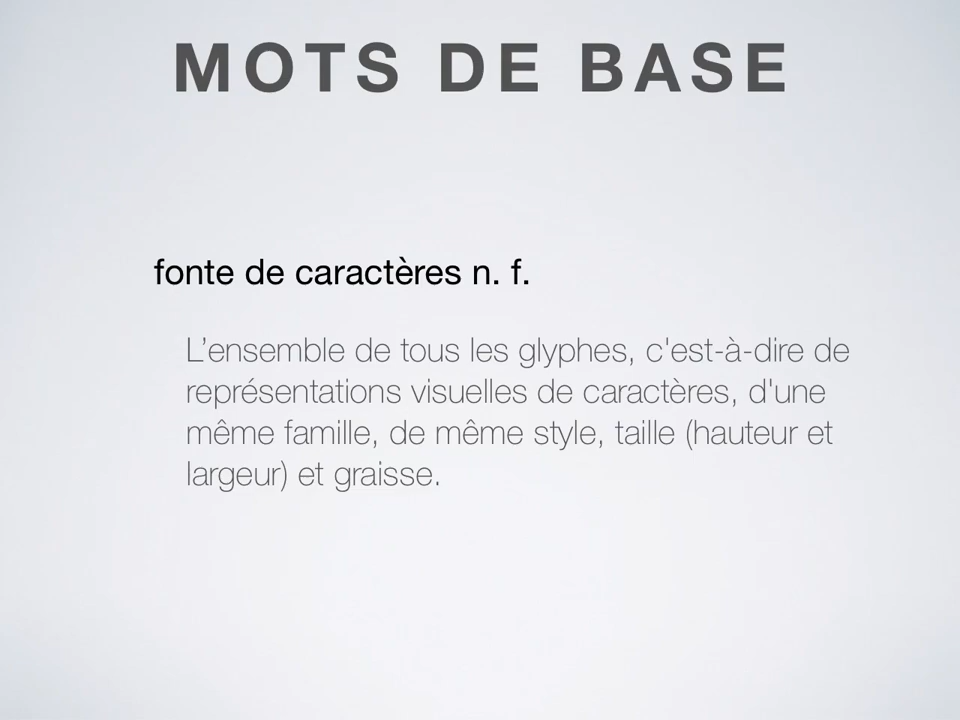 MOTS DE BASE
fonte de caractères n. f.
L’ensemble de tous les glyphes, c'est-à-dire de
représentations visuelles de caractères, d'une
même famille, de même style, taille (hauteur et
largeur) et graisse.